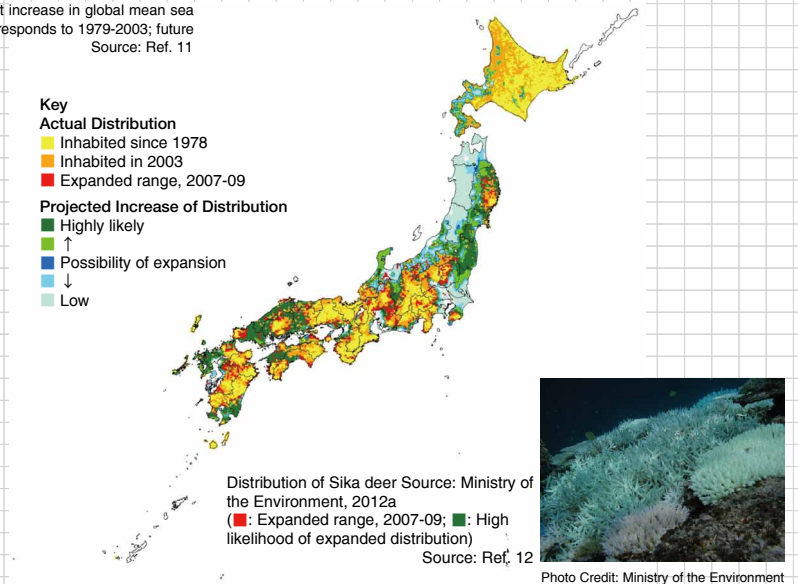 t increase in global mean sea
responds to 1979-2003; future
Source: Ref. 11
Key
Actual Distribution
Inhabited since 1978
Inhabited in 2003
Expanded range, 2007-09
Projected Increase of Distribution
Highly likely
↑
Possibility of expansion
↓
Low
Distribution of Sika deer Source: Ministry of
the Environment, 2012a
(■: Expanded range, 2007-09; ■: High
likelihood of expanded distribution)
Source: Ref. 12
Photo Credit: Ministry of the Environment